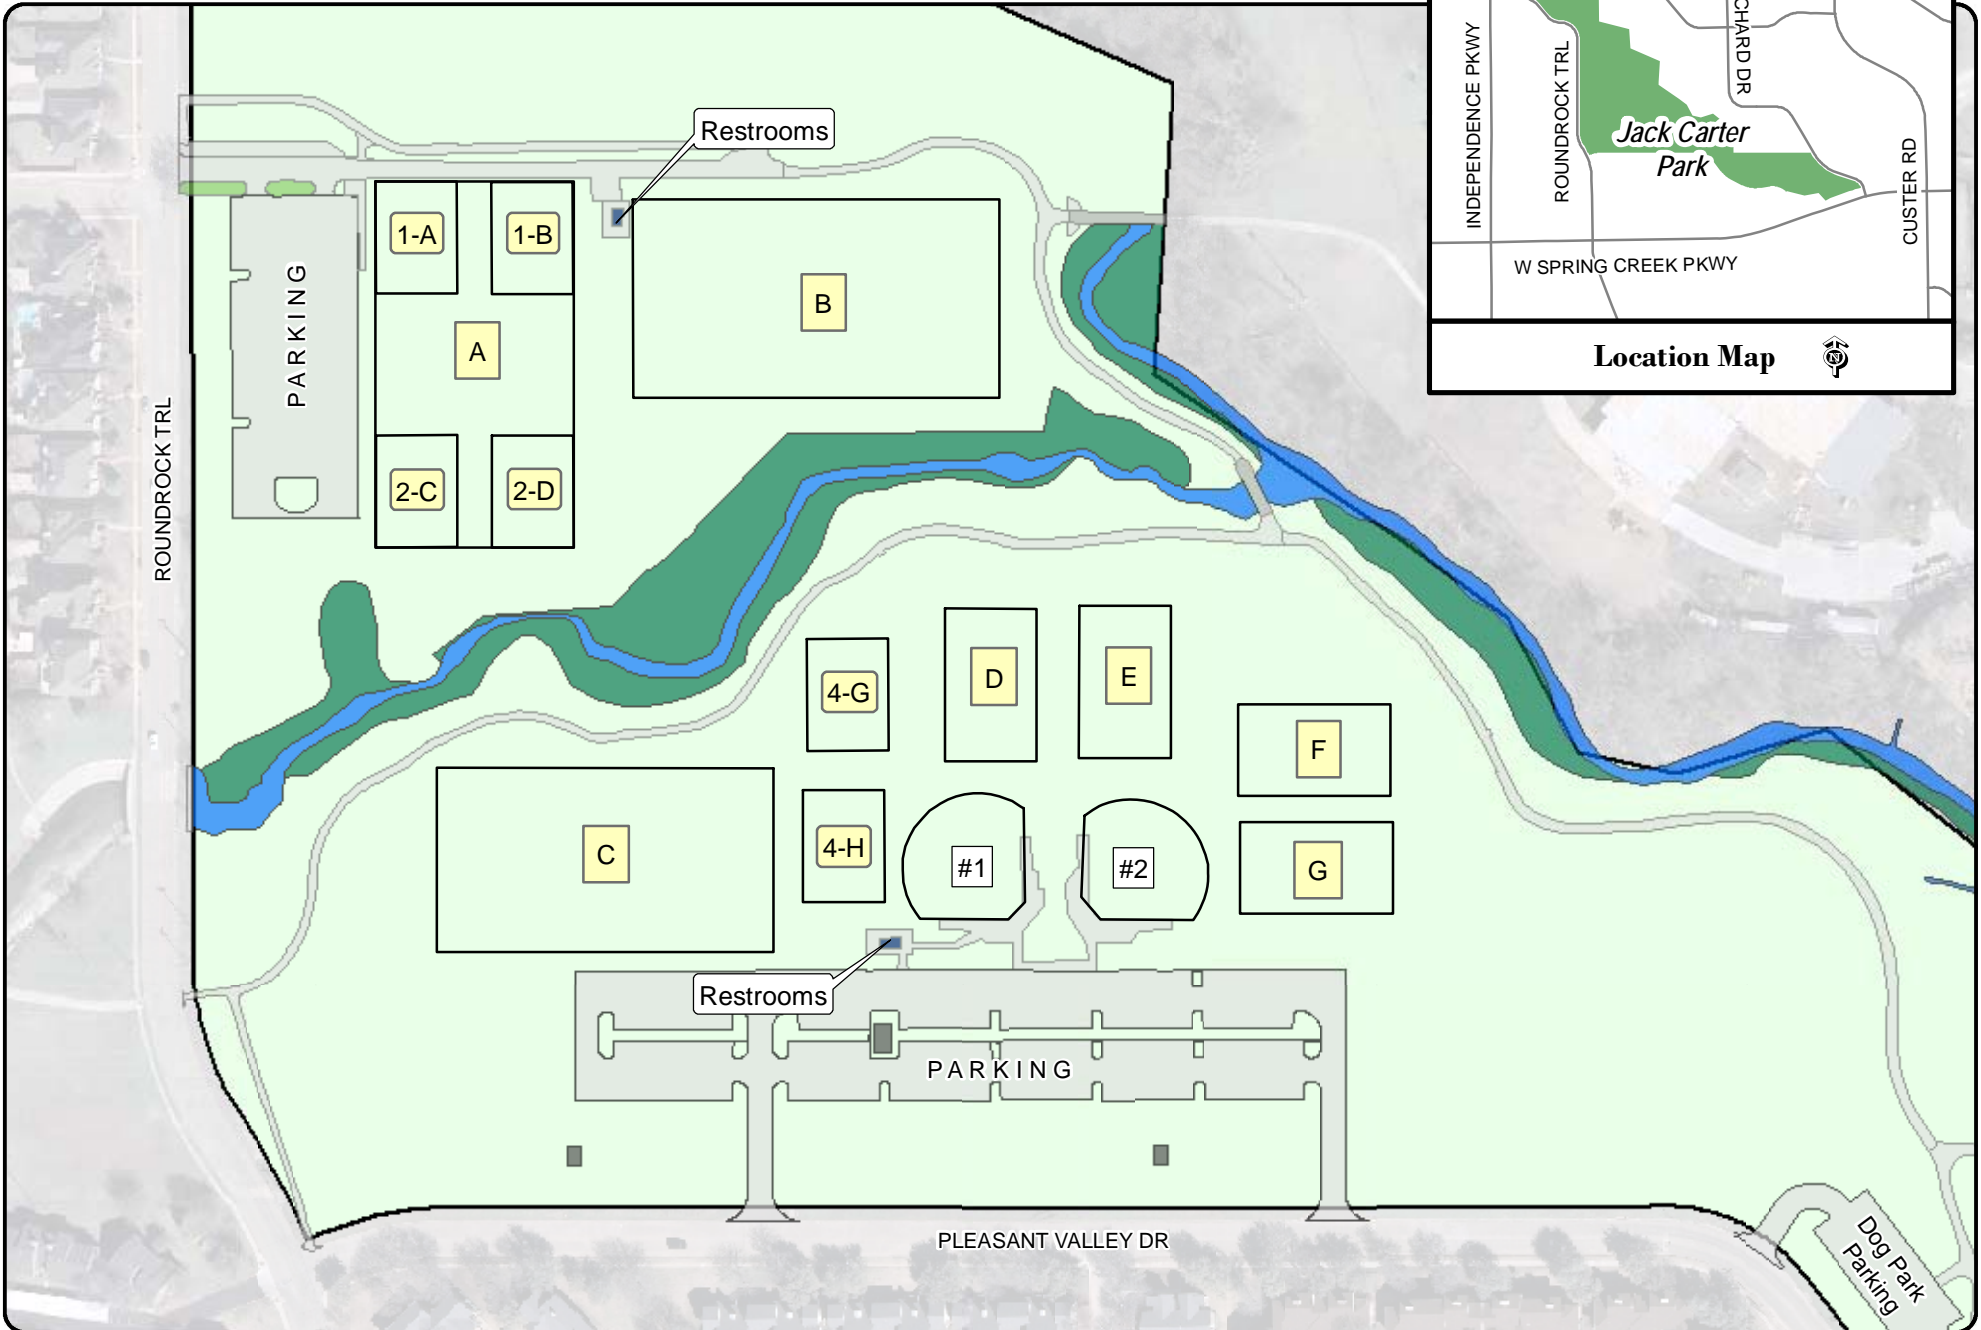 INDEPENDENCE PKWY
ROUNDROCK TRL
CHARD DR
Jack Carter
Park
CUSTER RD
W SPRING CREEK PKWY
Location Map
N
Restrooms
1-A
1-B
B
A
PARKING
2-C
2-D
ROUNDROCK TRL
4-G
D
E
F
C
4-H
#1
#2
G
Restrooms
PARKING
PLEASANT VALLEY DR
Dog Park
Parking